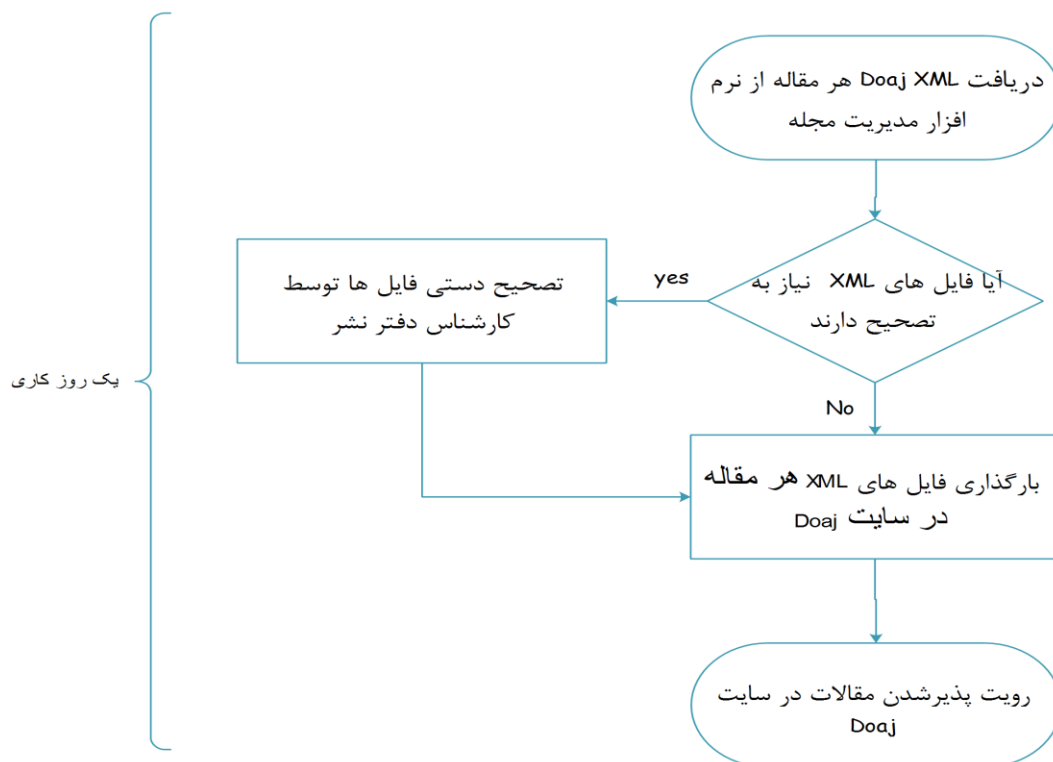 دریافت Doaj XML هر مقاله از نرم
افزار مدیریت مجله
آیا فایل های XML نیاز به
تصحیح دارند
yes
تصحیح دستی فایل ها توسط
کارشناس دفتر نشر
No
بارگذاری فایل های XML هر مقاله
در سایت Doaj
رویت پذیرشدن مقالات در سایت
Doaj
یک روز کاری